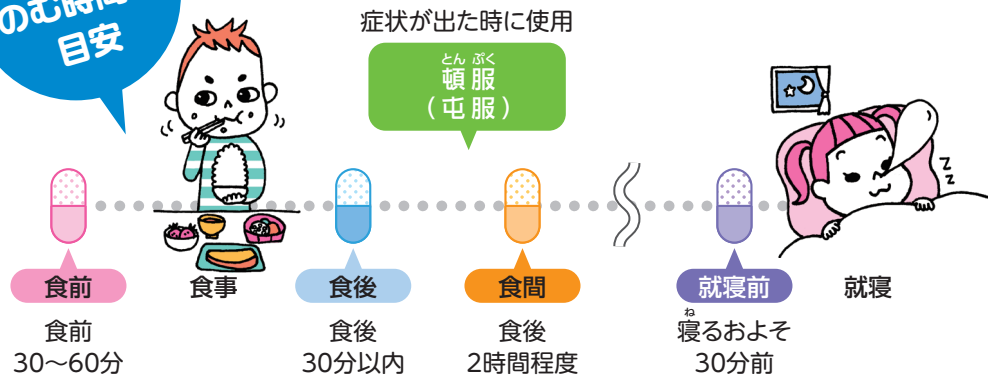 のむ時間
目安
症状が出た時に使用
とん ぷく
頓服
(屯服)
食前
食事
食後
食間
就寝前
就寝
食前
30～60分
食後
30分以内
食後
2時間程度
ね
寝るおよそ
30分前
z
z